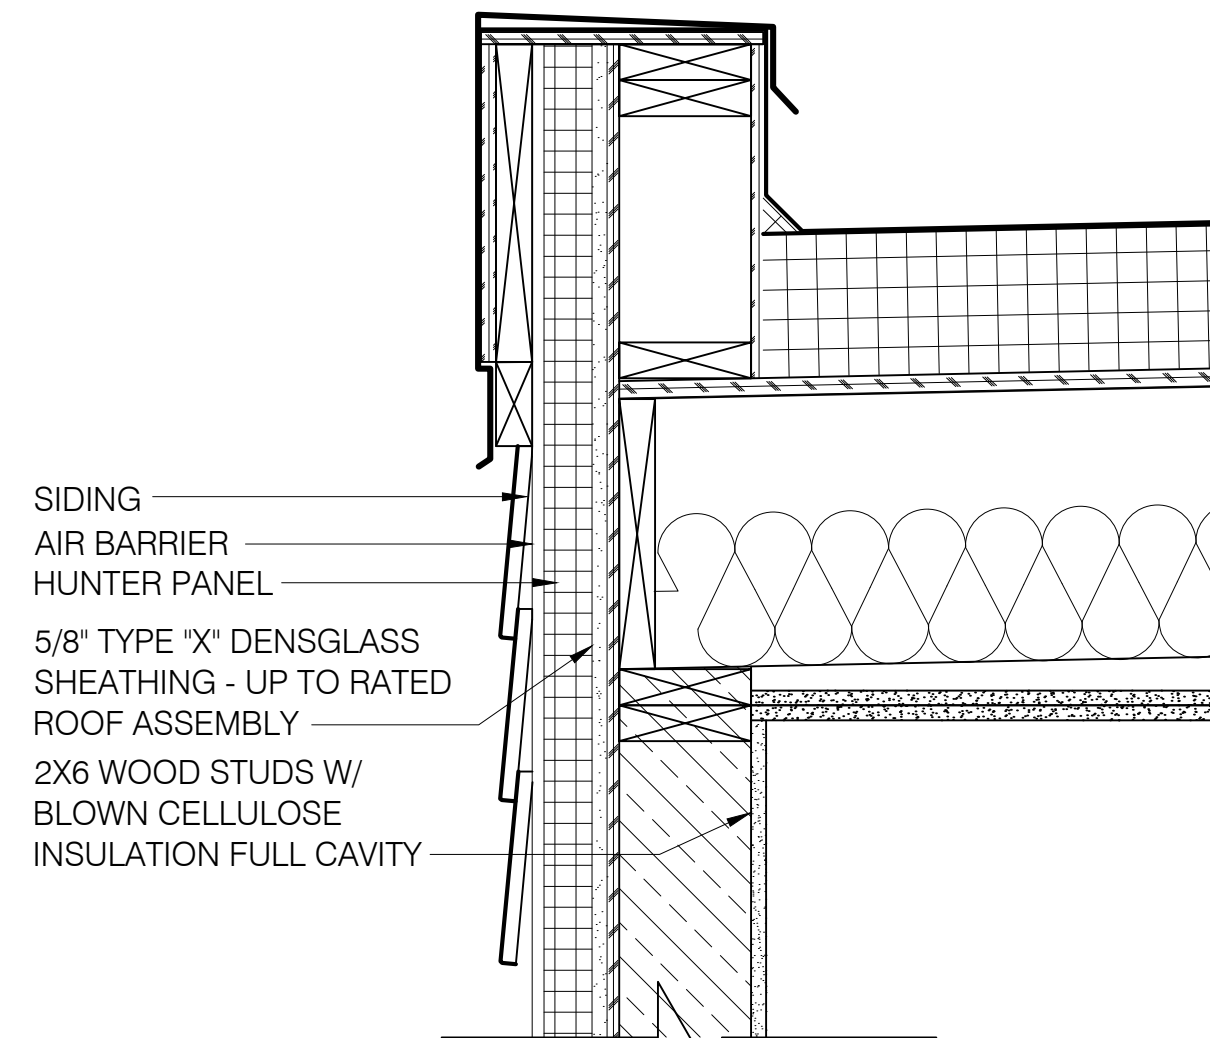 SIDING
AIR BARRIER
HUNTER PANEL
5/8" TYPE "X" DENSGLASS
SHEATHING - UP TO RATED
ROOF ASSEMBLY
2X6 WOOD STUDS W/
BLOWN CELLULOSE
INSULATION FULL CAVITY